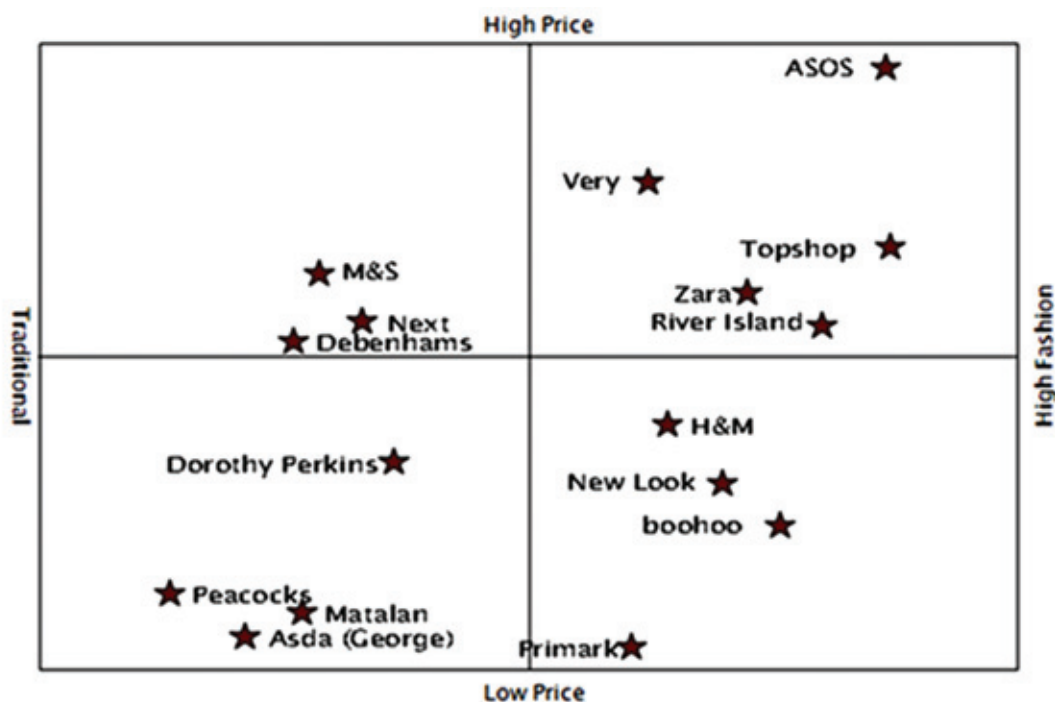 High Price
ASOS
Very
Topshop
M&S
Zara
Next
River Island
Debenhams
Traditional
High Fashion
H&M
Dorothy Perkins
New Look
boohoo
Peacocks
Matalan
Asda (George)
Primark
Low Price